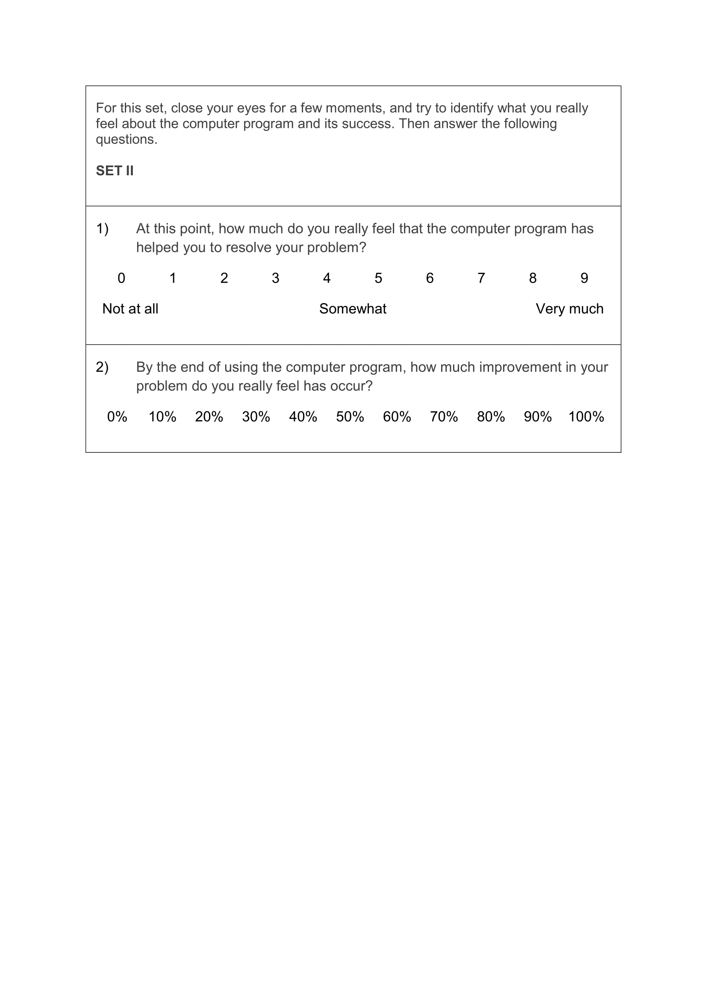 For this set, close your eyes for a few moments, and try to identify what you really
feel about the computer program and its success. Then answer the following
questions.
SET II
1) At this point, how much do you really feel that the computer program has
helped you to resolve your problem?
0 1 2 3 4 5 6 7 8 9
Not at all Somewhat Very much
2) By the end of using the computer program, how much improvement in your
problem do you really feel has occur?
0% 10% 20% 30% 40% 50% 60% 70% 80% 90% 100%